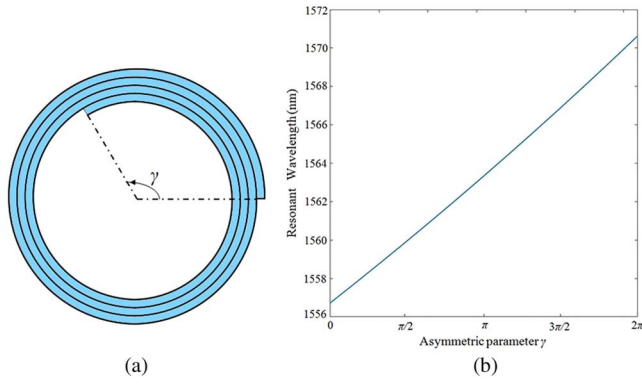 γ
(a)
Resonant Wavelength (nm)
1572
1570
1568
1566
1564
1562
1560
1558
1557
1556
0
π/2
π
3π/2
2π
Asymmetric parameter γ
(b)